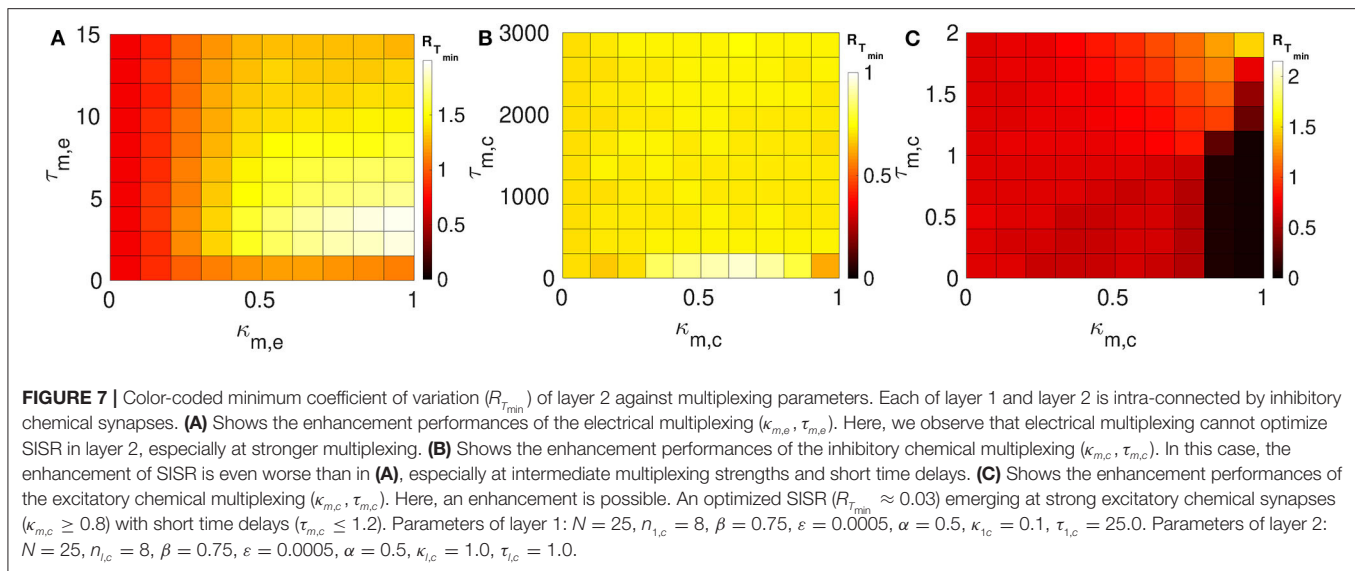 A
15
10
5
0
τm,e
0
0.5
1
κm,e
R_Tmin
1.5
1
0.5
0
B
3000
2000
1000
0
τm,c
0
0.5
1
κm,c
R_Tmin
1
0.5
0
C
2
1.5
1
0.5
0
τm,c
0
0.5
1
κm,c
R_Tmin
2
1.5
1
0.5
0
FIGURE 7 | Color-coded minimum coefficient of variation (R_Tmin) of layer 2 against multiplexing parameters. Each of layer 1 and layer 2 is intra-connected by inhibitory
chemical synapses. (A) Shows the enhancement performances of the electrical multiplexing (κm,e, τm,e). Here, we observe that electrical multiplexing cannot optimize
SISR in layer 2, especially at stronger multiplexing. (B) Shows the enhancement performances of the inhibitory chemical multiplexing (κm,c, τm,c). In this case, the
enhancement of SISR is even worse than in (A), especially at intermediate multiplexing strengths and short time delays. (C) Shows the enhancement performances of
the excitatory chemical multiplexing (κm,c, τm,c). Here, an enhancement is possible. An optimized SISR (R_Tmin ≈ 0.03) emerging at strong excitatory chemical synapses
(κm,c ≥ 0.8) with short time delays (τm,c ≤ 1.2). Parameters of layer 1: N = 25, n1,c = 8, β = 0.75, ε = 0.0005, α = 0.5, κ1c = 0.1, τ1,c = 25.0. Parameters of layer 2:
N = 25, nl,c = 8, β = 0.75, ε = 0.0005, α = 0.5, κl,c = 1.0, τl,c = 1.0.